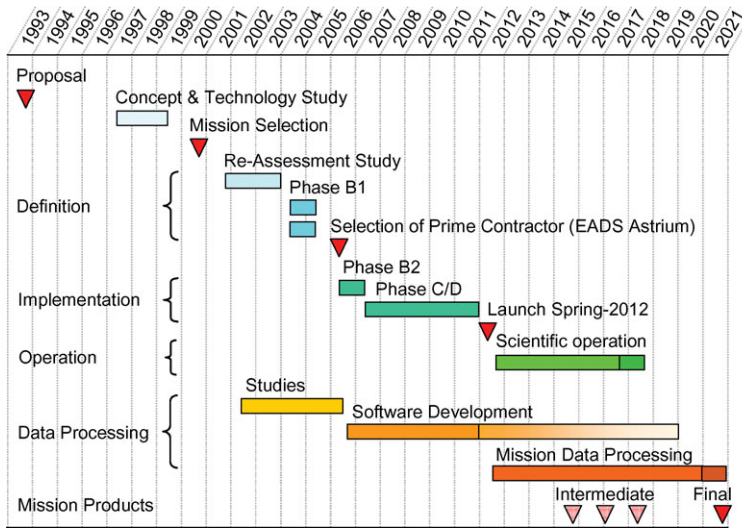 1993 1994 1995 1996 1997 1998 1999 2000 2001 2002 2003 2004 2005 2006 2007 2008 2009 2010 2011 2012 2013 2014 2015 2016 2017 2018 2019 2020 2021
Proposal
Concept & Technology Study
Mission Selection
Re-Assessment Study
Phase B1
Definition
Selection of Prime Contractor (EADS Astrium)
Phase B2
Phase C/D
Implementation
Launch Spring-2012
Scientific operation
Operation
Studies
Software Development
Data Processing
Mission Data Processing
Intermediate Final
Mission Products